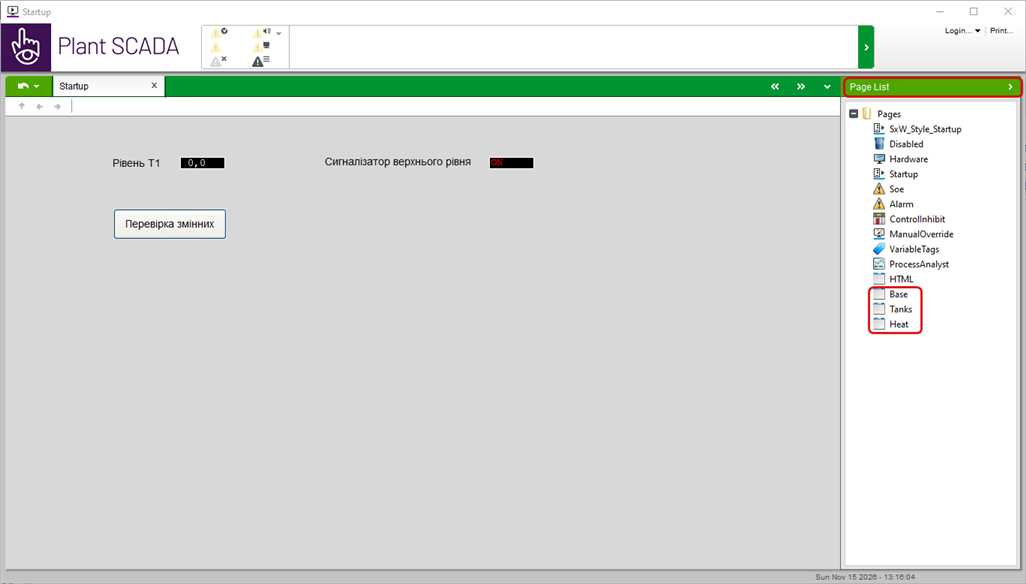 Startup
Plant SCADA
Login...
Print...
Startup X
Page List
Рівень T1 0,0 Сигналізатор верхнього рівня ON
Перевірка змінних
Pages
SxW_Style_Startup
Disabled
Hardware
Startup
Soe
Alarm
ControlInhibit
ManualOverride
VariableTags
ProcessAnalyst
HTML
Base
Tanks
Heat
Sun Nov 15 2026 - 13:16:04